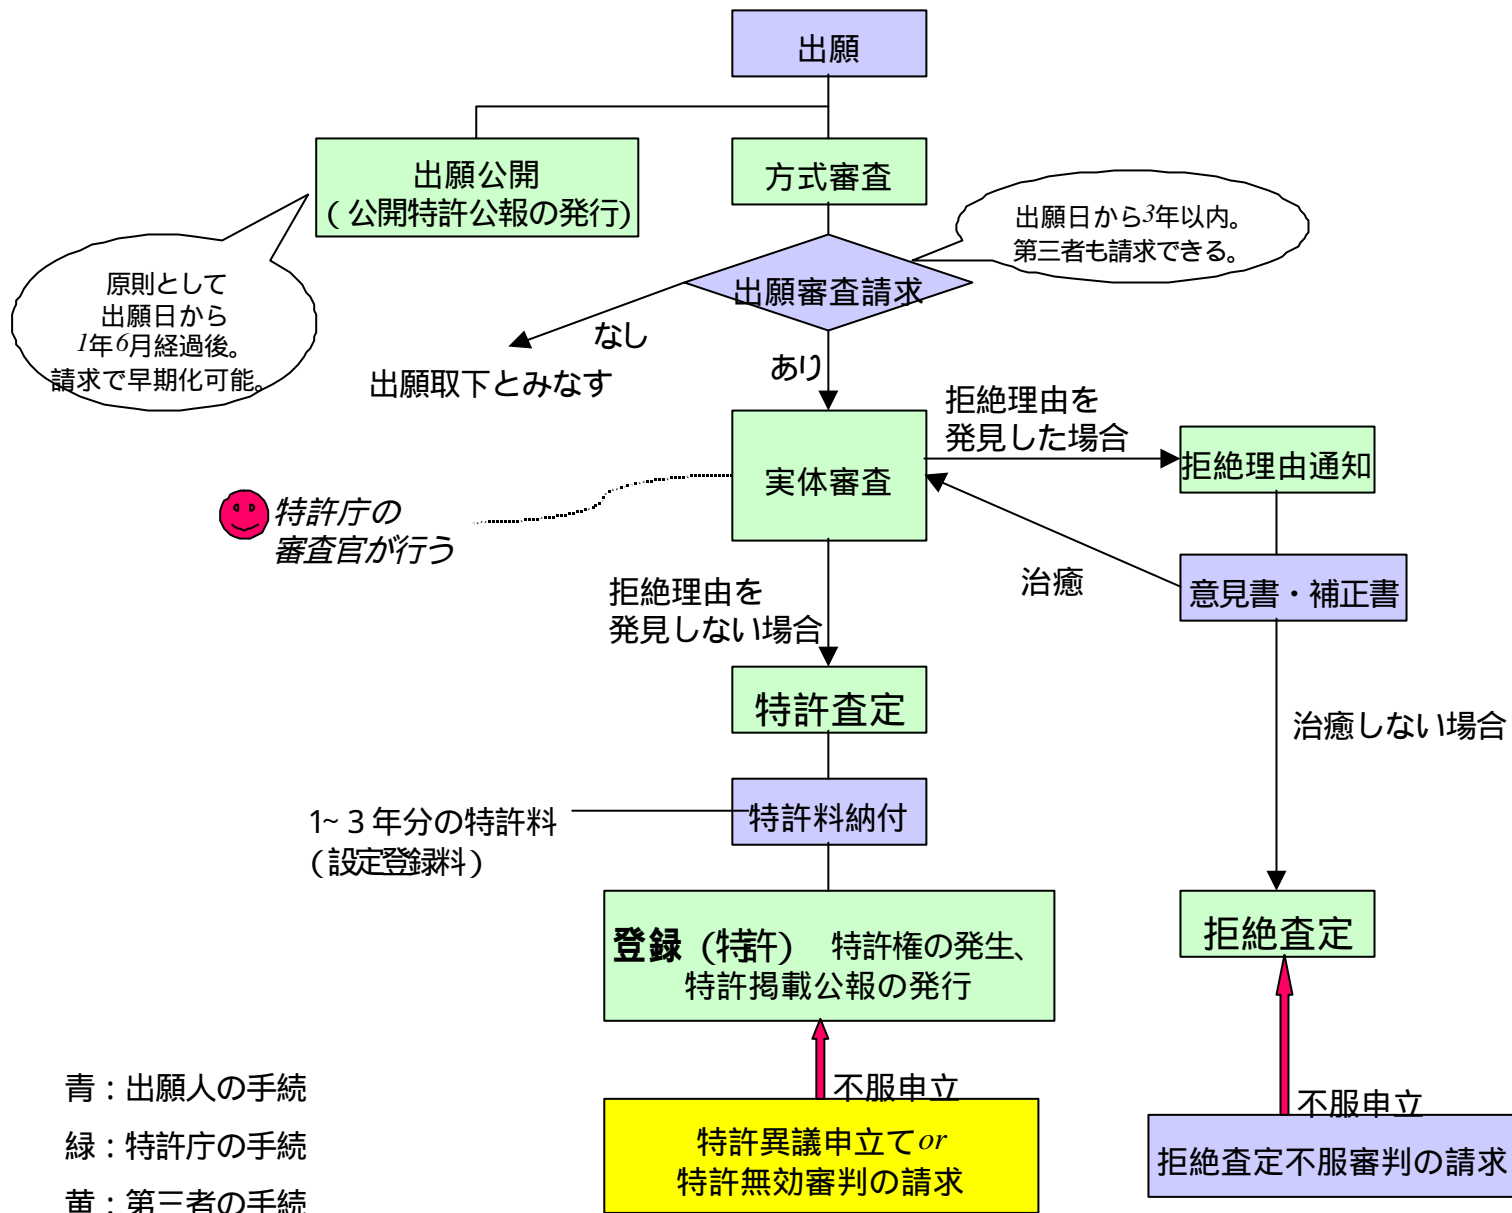 出願
出願公開
(公開特許公報の発行)
方式審査
出願日から3年以内。
第三者も請求できる。
原則として
出願日から
1年6月経過後。
請求で早期化可能。
出願審査請求
なし
出願取下とみなす
あり
拒絶理由を
発見した場合
実体審査
拒絶理由通知
特許庁の
審査官が行う
治癒
意見書・補正書
拒絶理由を
発見しない場合
特許査定
治癒しない場合
1~3年分の特許料
(設定登録料)
特許料納付
登録(特許) 特許権の発生、
特許掲載公報の発行
拒絶査定
不服申立
特許異議申立てor
特許無効審判の請求
不服申立
拒絶査定不服審判の請求
青:出願人の手続
緑:特許庁の手続
黄:第三者の手続